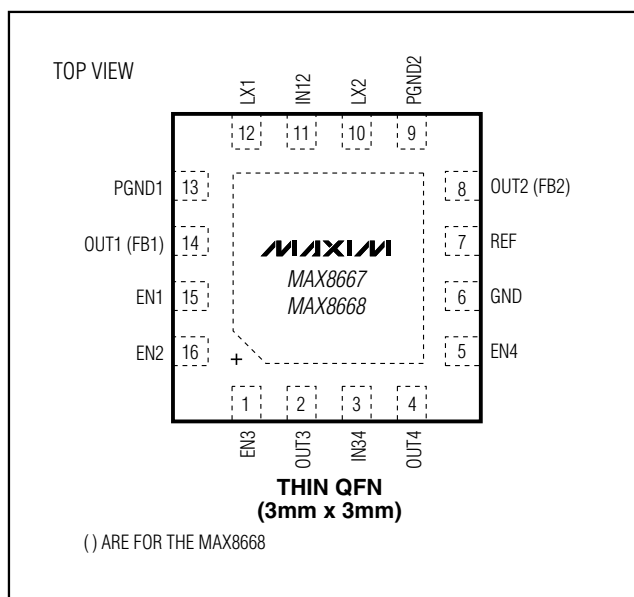 TOP VIEW
LX1 IN12 LX2 PGND2
12 11 10 9
PGND1 13 8 OUT2 (FB2)
OUT1 (FB1) 14 7 REF
MAXIM
MAX8667
EN1 15 6 GND
MAX8668
EN2 16 5 EN4
+
1 2 3 4
EN3 OUT3 IN34 OUT4
THIN QFN
(3mm x 3mm)
( ) ARE FOR THE MAX8668